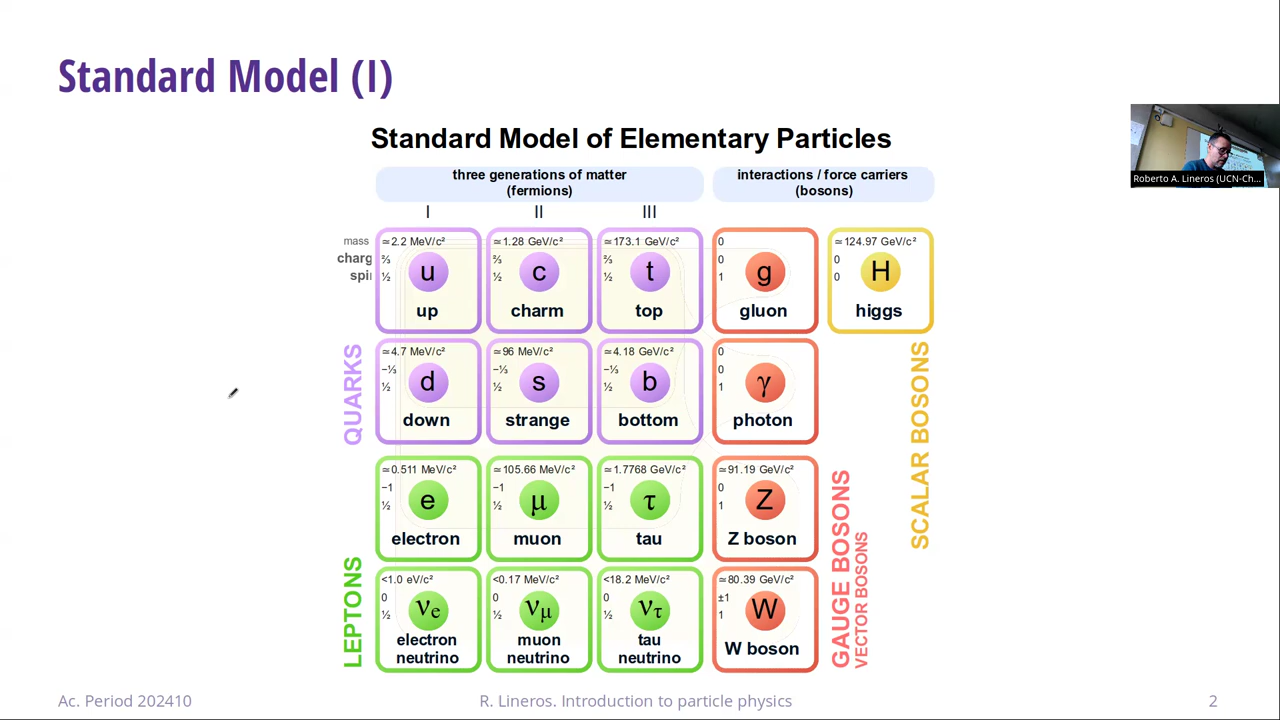 Standard Model (I)
Standard Model of Elementary Particles
three generations of matter
(fermions)
interactions / force carriers
(bosons)
I II III
mass
charg
spi
≃2.2 MeV/c²
⅔
½
u
up
≃1.28 GeV/c²
⅔
½
c
charm
≃173.1 GeV/c²
⅔
½
t
top
0
0
1
g
gluon
≃124.97 GeV/c²
0
0
H
higgs
QUARKS
≃4.7 MeV/c²
−⅓
½
d
down
≃96 MeV/c²
−⅓
½
s
strange
≃4.18 GeV/c²
−⅓
½
b
bottom
0
0
1
γ
photon
SCALAR BOSONS
LEPTONS
≃0.511 MeV/c²
−1
½
e
electron
≃105.66 MeV/c²
−1
½
μ
muon
≃1.7768 GeV/c²
−1
½
τ
tau
≃91.19 GeV/c²
0
1
Z
Z boson
GAUGE BOSONS
VECTOR BOSONS
<1.0 eV/c²
0
½
νe
electron
neutrino
<0.17 MeV/c²
0
½
νμ
muon
neutrino
<18.2 MeV/c²
0
½
ντ
tau
neutrino
≃80.39 GeV/c²
±1
1
W
W boson
Roberto A. Lineros (UCN-Ch...
Ac. Period 202410
R. Lineros. Introduction to particle physics
2